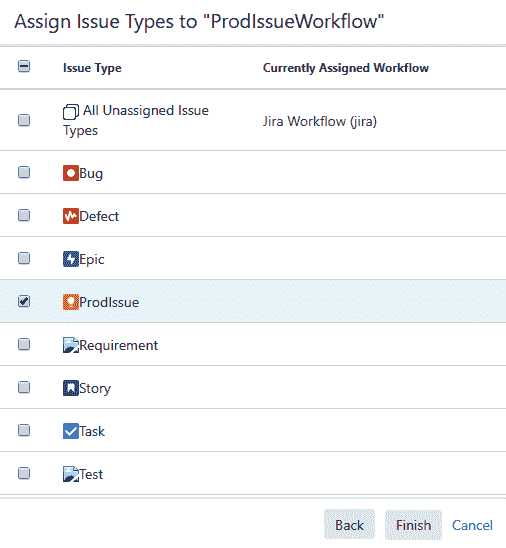 Assign Issue Types to "ProdIssueWorkflow"
Issue Type Currently Assigned Workflow
All Unassigned Issue
Types
Jira Workflow (jira)
Bug
Defect
Epic
ProdIssue
Requirement
Story
Task
Test
Back Finish Cancel